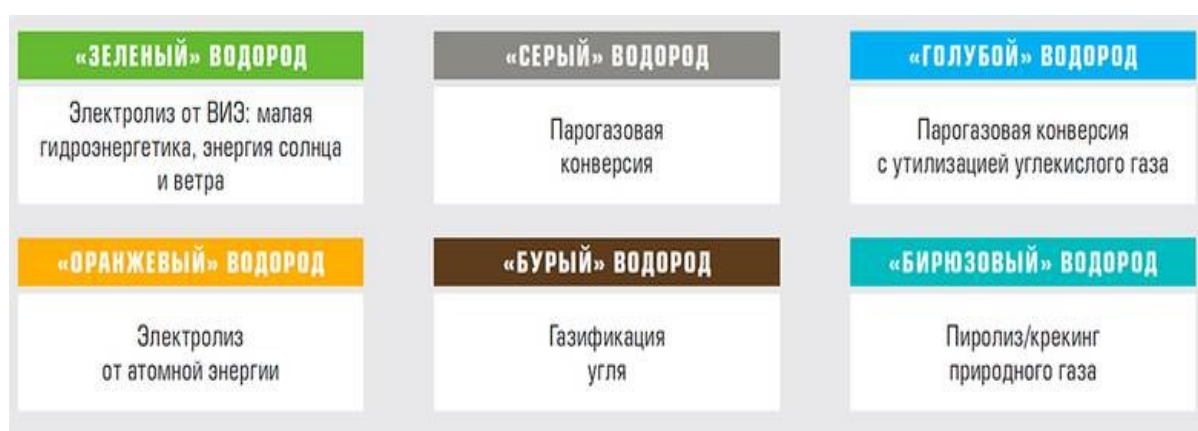 «ЗЕЛЕНЫЙ» ВОДОРОД
Электролиз от ВИЭ: малая
гидроэнергетика, энергия солнца
и ветра
«СЕРЫЙ» ВОДОРОД
Парогазовая
конверсия
«ГОЛУБОЙ» ВОДОРОД
Парогазовая конверсия
с утилизацией углекислого газа
«ОРАНЖЕВЫЙ» ВОДОРОД
Электролиз
от атомной энергии
«БУРЫЙ» ВОДОРОД
Газификация
угля
«БИРЮЗОВЫЙ» ВОДОРОД
Пиролиз/крекинг
природного газа